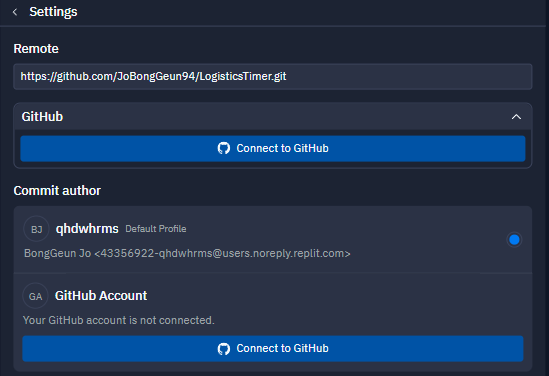 Settings
Remote
https://github.com/JoBongGeun94/LogisticsTimer.git
GitHub
Connect to GitHub
Commit author
BJ qhdwhrms Default Profile
BongGeun Jo <43356922-qhdwhrms@users.noreply.replit.com>
GA GitHub Account
Your GitHub account is not connected.
Connect to GitHub